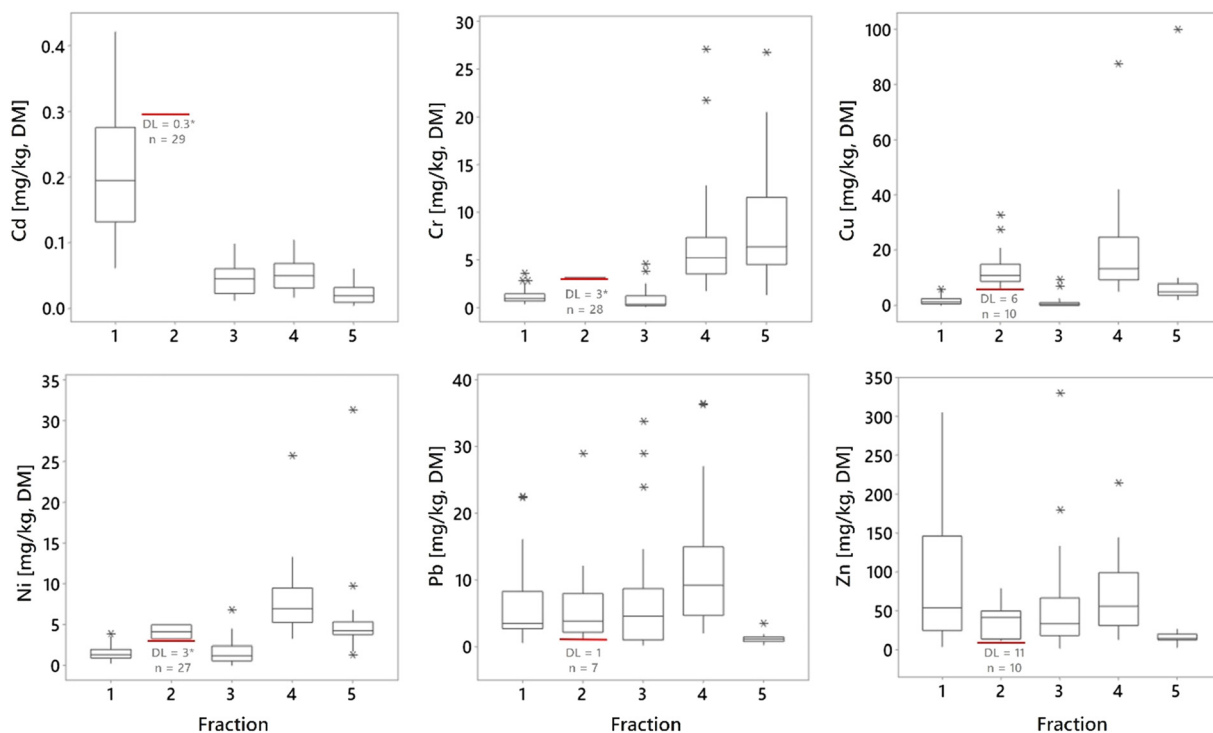 Cd [mg/kg, DM]
0.4
0.3
0.2
0.1
0.0
DL = 0.3*
n = 29
1 2 3 4 5
Cr [mg/kg, DM]
30
25
20
15
10
5
0
DL = 3*
n = 28
1 2 3 4 5
Cu [mg/kg, DM]
100
80
60
40
20
0
DL = 6
n = 10
1 2 3 4 5
Ni [mg/kg, DM]
35
30
25
20
15
10
5
0
DL = 3*
n = 27
1 2 3 4 5
Fraction
Pb [mg/kg, DM]
40
30
20
10
0
DL = 1
n = 7
1 2 3 4 5
Fraction
Zn [mg/kg, DM]
350
300
250
200
150
100
50
0
DL = 11
n = 10
1 2 3 4 5
Fraction